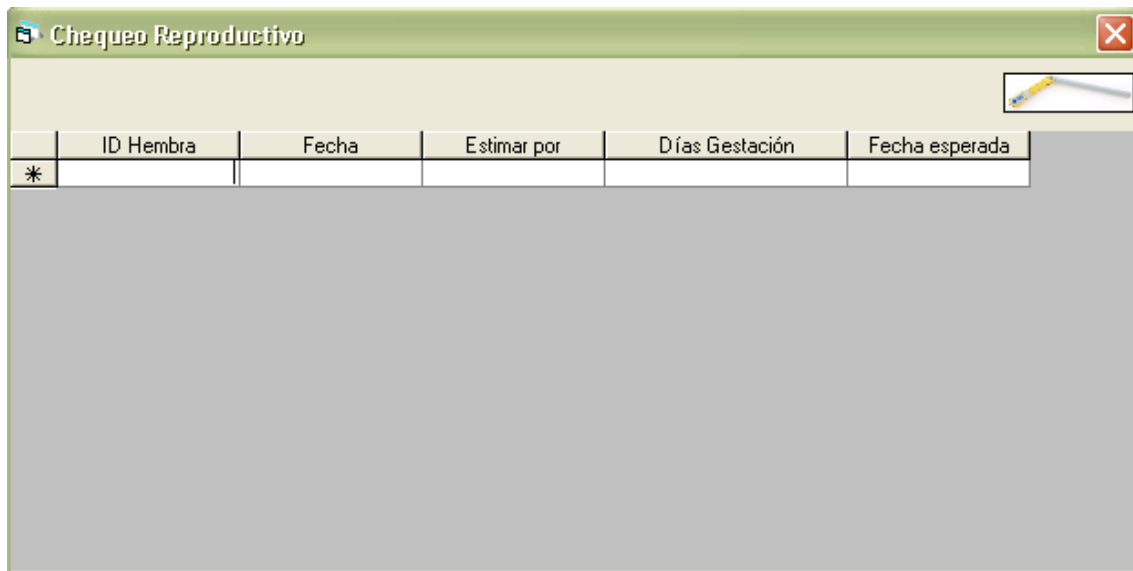 Chequeo Reproductivo
ID Hembra Fecha Estimar por Días Gestación Fecha esperada